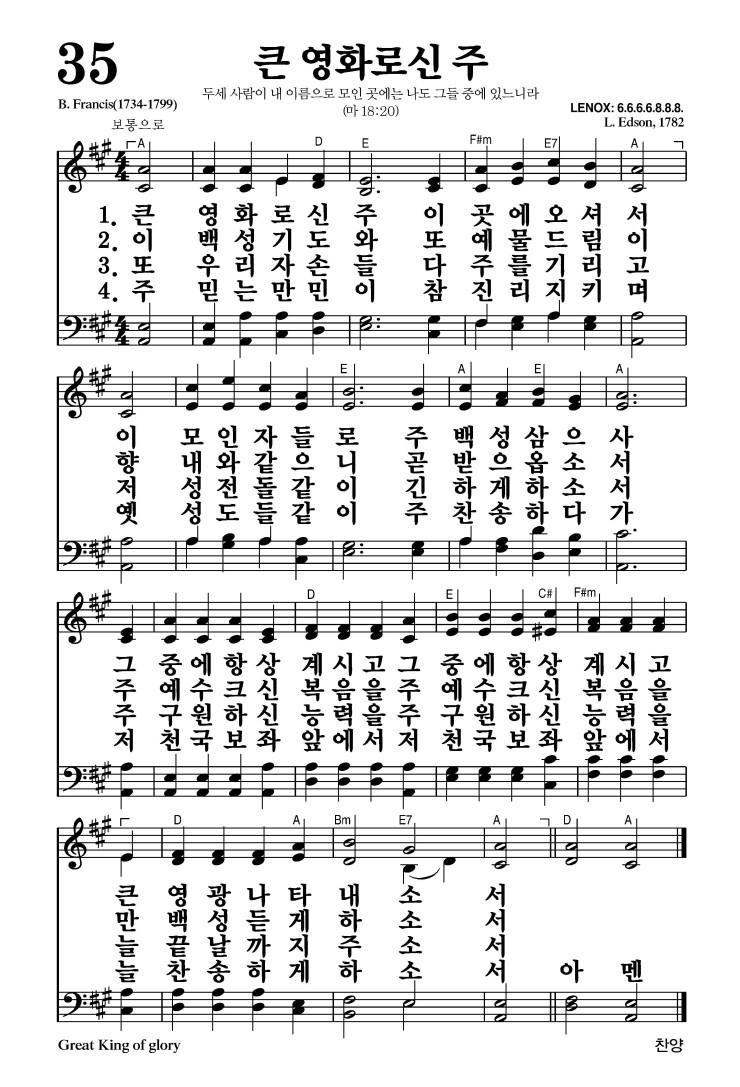 35
큰 영화로신 주
두세 사람이 내 이름으로 모인 곳에는 나도 그들 중에 있느니라
(마 18:20)
B. Francis(1734-1799)
LENOX: 6.6.6.6.8.8.8.
L. Edson, 1782
보통으로
A D E F#m E7 A
1. 큰 영 화 로 신 주 이 곳 에 오 셔 서
2. 이 백 성 기 도 와 또 예 물 드 림 이
3. 또 우 리 자 손 들 다 주 를 기 리 고
4. 주 믿 는 만 민 이 참 진 리 지 키 며
E A E A
이 모 인 자 들 로 주 백 성 삼 으 사
향 내 와 같 으 니 곧 받 으 옵 소 서
저 성 전 돌 같 이 긴 하 게 하 소 서
옛 성 도 들 같 이 주 찬 송 하 다 가
D E C# F#m
그 중 에 항 상 계 시 고 그 중 에 항 상 계 시 고
주 예 수 크 신 복 음 을 주 예 수 크 신 복 음 을
주 구 원 하 신 능 력 을 주 구 원 하 신 능 력 을
저 천 국 보 좌 앞 에 서 저 천 국 보 좌 앞 에 서
D A Bm E7 A D A
큰 영 광 나 타 내 소 서
만 백 성 듣 게 하 소 서
늘 끝 날 까 지 주 소 서
늘 찬 송 하 게 하 소 서 아 멘
Great King of glory
찬양